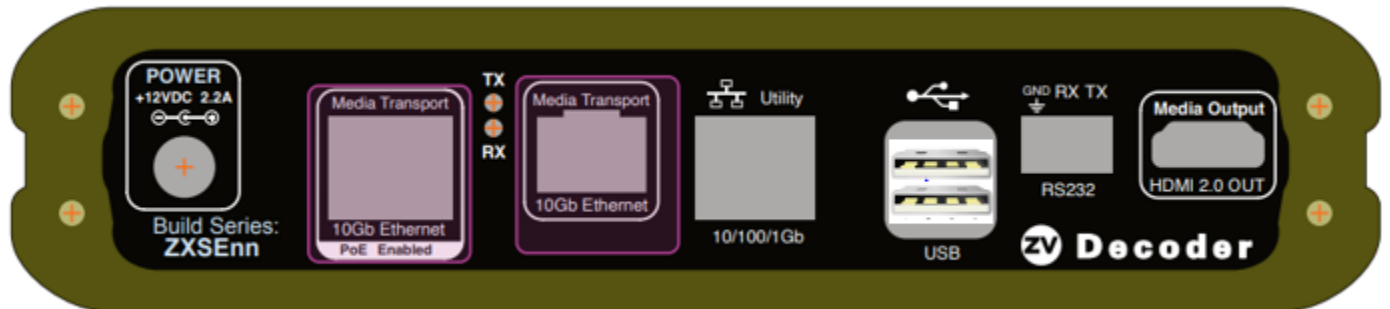 POWER
+12VDC 2.2A
Build Series:
ZXSEnn
Media Transport
10Gb Ethernet
PoE Enabled
TX
RX
Media Transport
10Gb Ethernet
Utility
10/100/1Gb
USB
GND RX TX
RS232
Media Output
HDMI 2.0 OUT
ZV Decoder